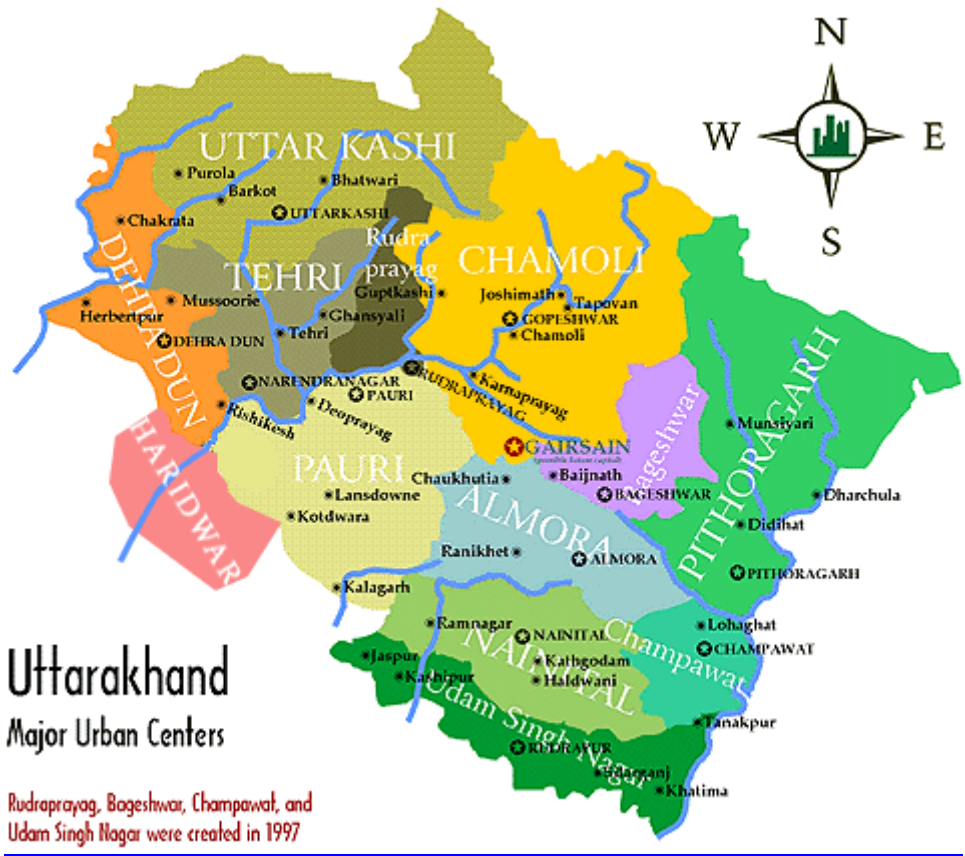 N
W
E
S
UTTAR KASHI
Purola
Barkot
Bhatwari
UTTARKASHI
Chakrata
DEHRADUN
TEHRI
Rudra
prayag
CHAMOLI
Guptkashi
Joshimath
Tapovan
GOPESHWAR
Chamoli
Herbertpur
Mussoorie
Ghansyali
Tehri
DEHRA DUN
NARENDRANAGAR
PAURI
RUDRAPRAYAG
Karnaprayag
Rishikesh
Deoprayag
HARIDWAR
PAURI
Lansdowne
Kotdwara
GAIRSAIN
(possible future capital)
Chaukhutia
Baijnath
Bageshwar
BAGESHWAR
PITHORAGARH
Munsiyari
Dharchula
Didihat
PITHORAGARH
ALMORA
Ranikhet
ALMORA
Kalagarh
Ramnagar
NAINITAL
NAINITAL
Kathgodam
Haldwani
Champawat
Lohaghat
CHAMPAWAT
Jaspur
Kashipur
Udam Singh Nagar
Tanakpur
RUDRAPUR
Sitarganj
Khatima
Uttarakhand
Major Urban Centers
Rudraprayag, Bageshwar, Champawat, and
Udam Singh Nagar were created in 1997